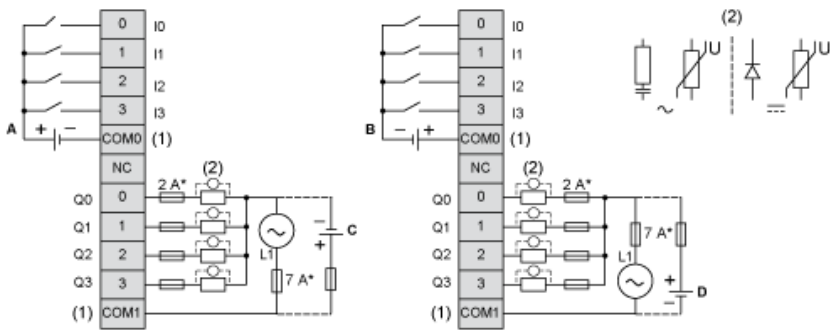 (2)
0 I0
1 I1
2 I2
3 I3
A + − COM0 (1)
NC (2)
Q0 0 2 A*
Q1 1
Q2 2
Q3 3
− + C
L1 7 A*
(1) COM1
0 I0
1 I1
2 I2
3 I3
B − + COM0 (1)
NC (2)
Q0 0 2 A*
Q1 1
Q2 2
Q3 3
7 A*
L1 + − D
(1) COM1
U
U